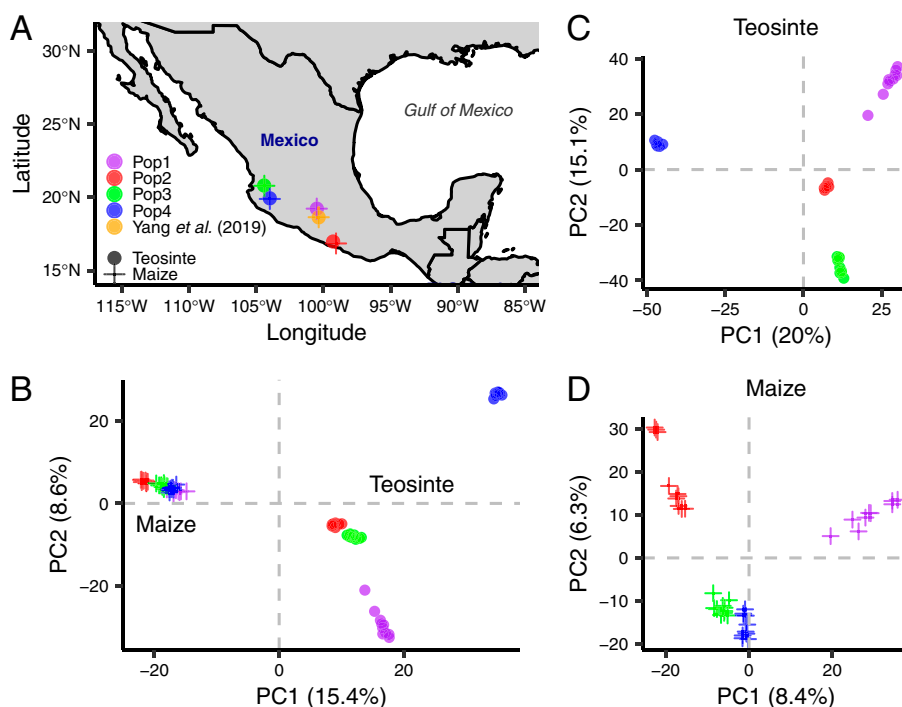 A
30°N
25°N
20°N
15°N
Latitude
Gulf of Mexico
Mexico
Pop1
Pop2
Pop3
Pop4
Yang et al. (2019)
Teosinte
Maize
115°W 110°W 105°W 100°W 95°W 90°W 85°W
Longitude
B
20
0
−20
PC2 (8.6%)
Maize
Teosinte
−20 0 20
PC1 (15.4%)
C
Teosinte
40
20
0
−20
−40
PC2 (15.1%)
−50 −25 0 25
PC1 (20%)
D
Maize
30
20
10
0
−10
−20
PC2 (6.3%)
−20 0 20
PC1 (8.4%)